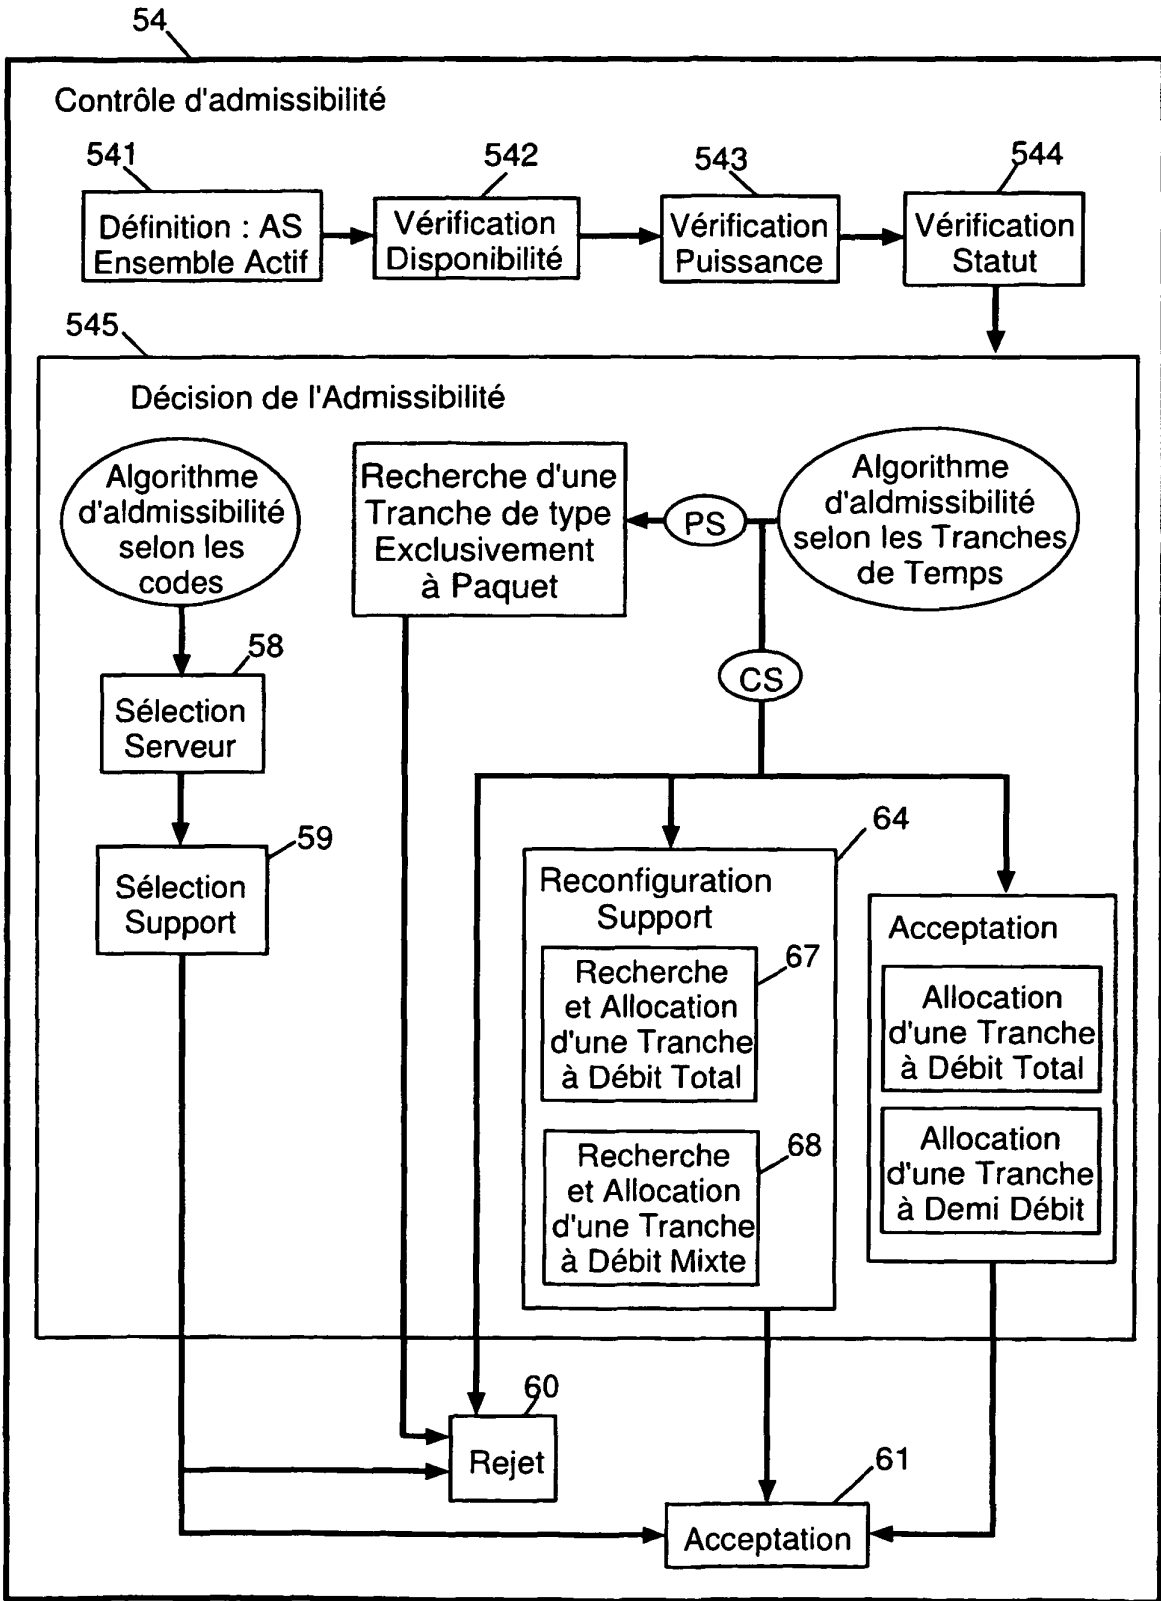 54
Contrôle d'admissibilité
541
542
543
544
Définition : AS
Ensemble Actif
Vérification
Disponibilité
Vérification
Puissance
Vérification
Statut
545
Décision de l'Admissibilité
Algorithme
d'aldmissibilité
selon les
codes
Recherche d'une
Tranche de type
Exclusivement
à Paquet
PS
Algorithme
d'aldmissibilité
selon les Tranches
de Temps
CS
58
Sélection
Serveur
59
Sélection
Support
64
Reconfiguration
Support
67
Recherche
et Allocation
d'une Tranche
à Débit Total
68
Recherche
et Allocation
d'une Tranche
à Débit Mixte
Acceptation
Allocation
d'une Tranche
à Débit Total
Allocation
d'une Tranche
à Demi Débit
60
Rejet
61
Acceptation